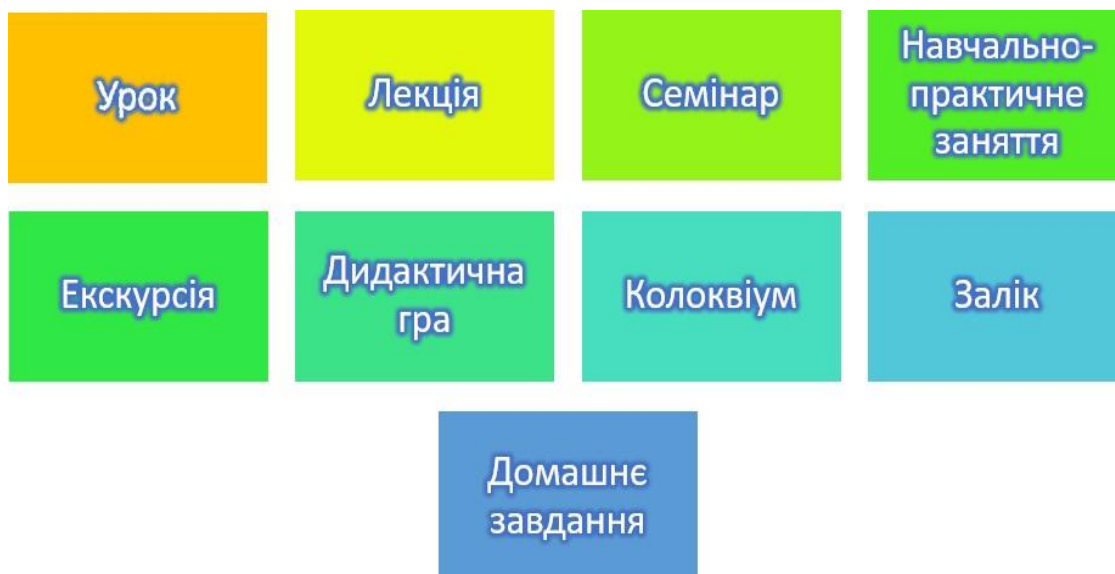 Урок
Лекція
Семінар
Навчально-
практичне
заняття
Екскурсія
Дидактична
гра
Колоквіум
Залік
Домашнє
завдання